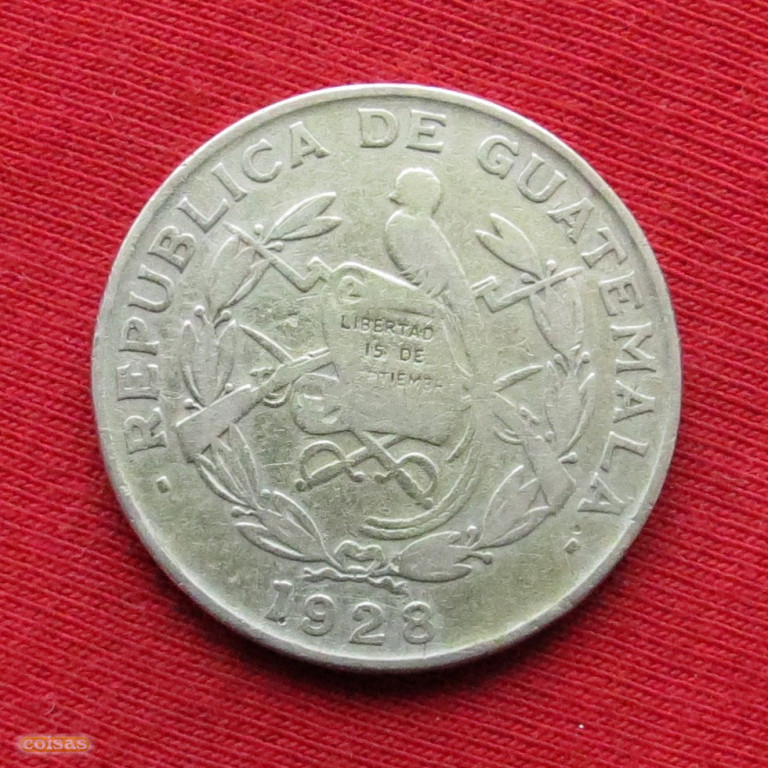 REPUBLICA DE GUATEMALA
LIBERTAD
15 DE
1928
coisas